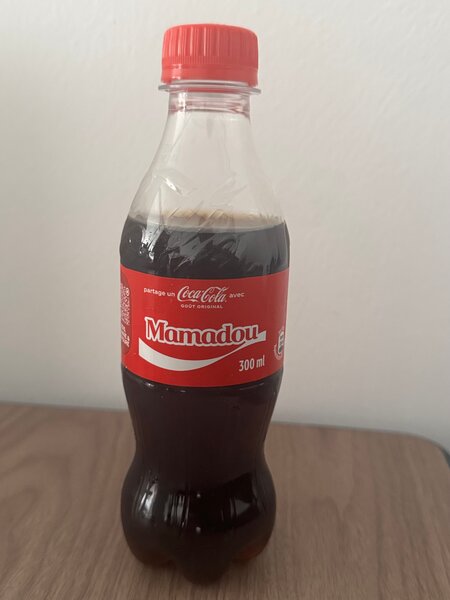 partage un Coca-Cola avec
GOÛT ORIGINAL
Mamadou
300 ml